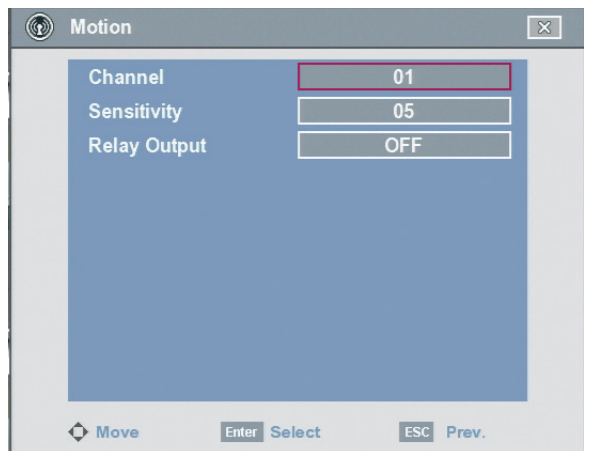 Motion
Channel 01
Sensitivity 05
Relay Output OFF
Move Enter Select ESC Prev.